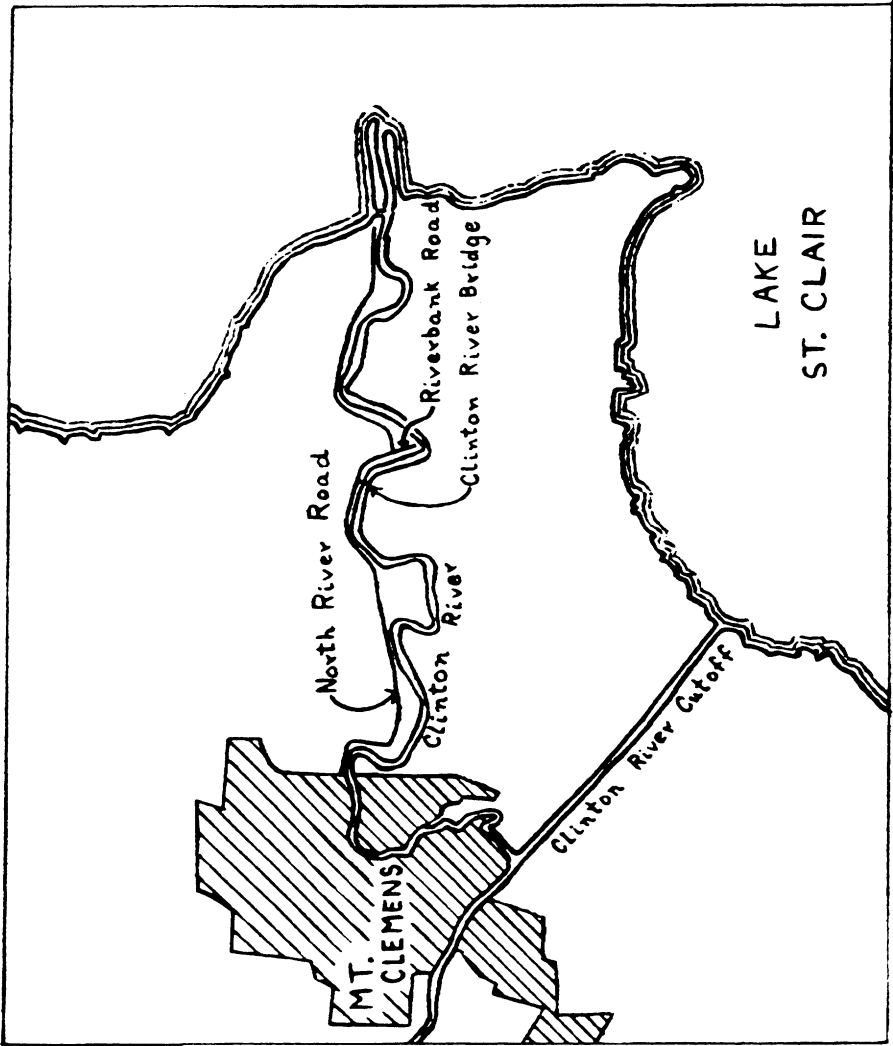 North River Road
Riverbank Road
Clinton River Bridge
Clinton River
MT.
CLEMENS
Clinton River Cutoff
LAKE
ST. CLAIR